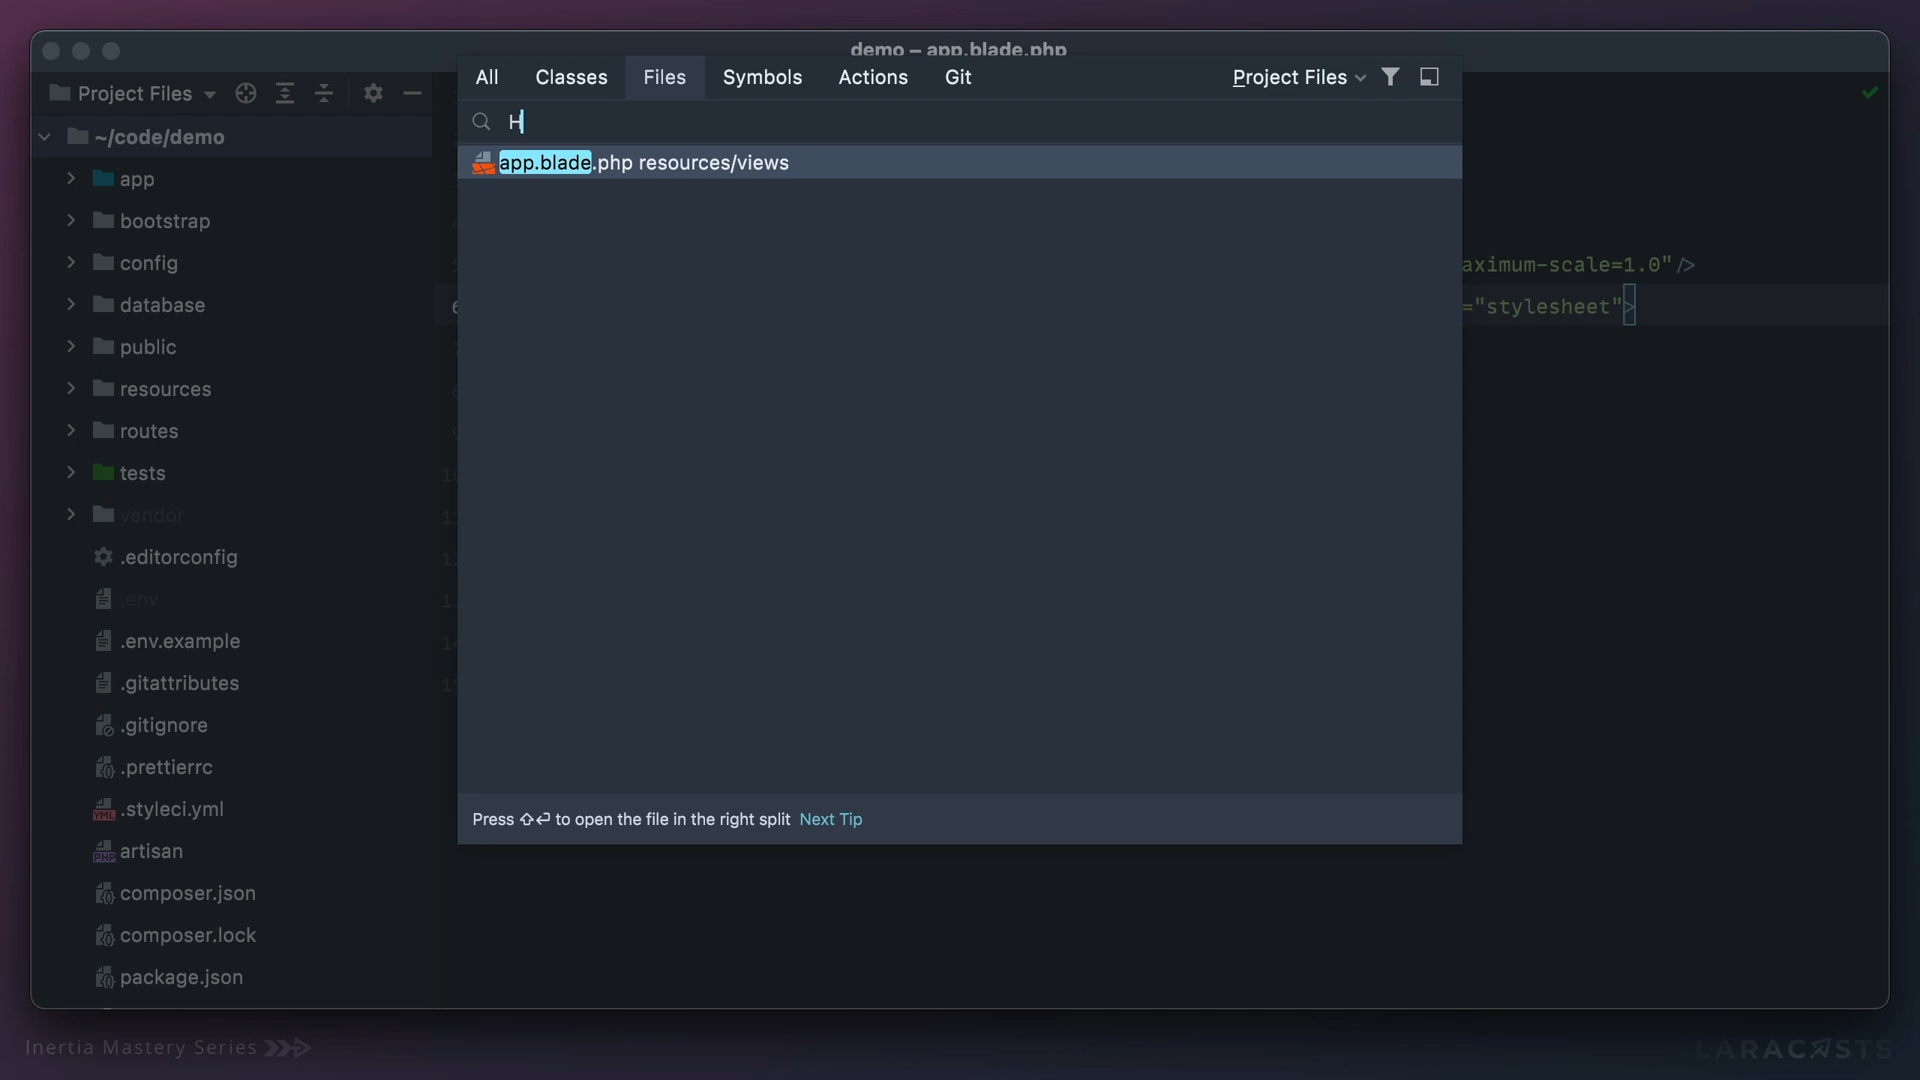 demo – app.blade.php
Project Files
All Classes Files Symbols Actions Git Project Files
H
app.blade.php resources/views
~/code/demo
app
bootstrap
config
aximum-scale=1.0"/>
database
="stylesheet">
public
resources
routes
tests
vendor
.editorconfig
.env
.env.example
.gitattributes
.gitignore
.prettierrc
.styleci.yml
Press ⇧⏎ to open the file in the right split Next Tip
artisan
composer.json
composer.lock
package.json
Inertia Mastery Series
LARACASTS